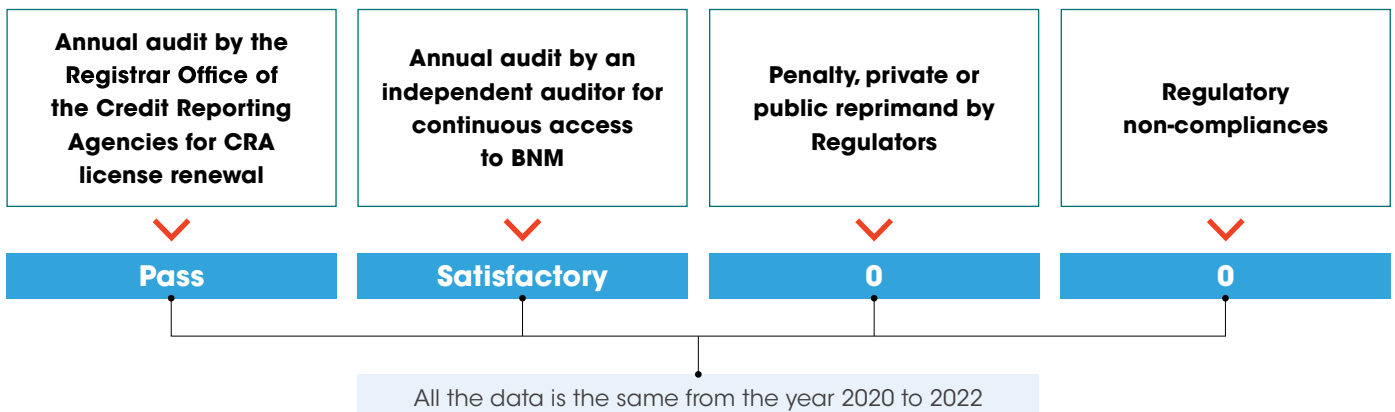 Annual audit by the
Registrar Office of
the Credit Reporting
Agencies for CRA
license renewal
Annual audit by an
independent auditor for
continuous access
to BNM
Penalty, private or
public reprimand by
Regulators
Regulatory
non-compliances
Pass
Satisfactory
0
0
All the data is the same from the year 2020 to 2022